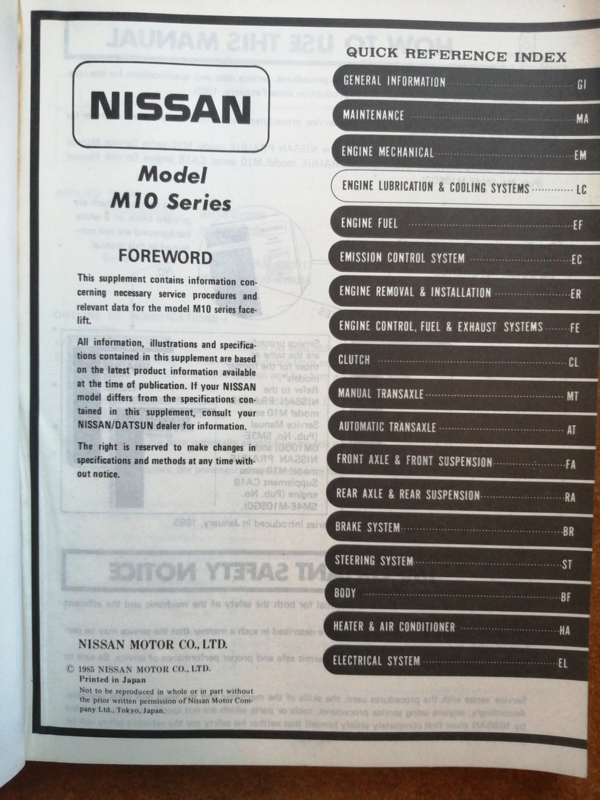 NISSAN
Model
M10 Series
FOREWORD
This supplement contains information con-
cerning necessary service procedures and
relevant data for the model M10 series face-
lift.
All information, illustrations and specifica-
tions contained in this supplement are based
on the latest product information available
at the time of publication. If your NISSAN
model differs from the specifications con-
tained in this supplement, consult your
NISSAN/DATSUN dealer for information.
The right is reserved to make changes in
specifications and methods at any time with-
out notice.
NISSAN MOTOR CO., LTD.
© 1985 NISSAN MOTOR CO., LTD.
Printed in Japan
Not to be reproduced in whole or in part without
the prior written permission of Nissan Motor Com-
pany Ltd., Tokyo, Japan.
QUICK REFERENCE INDEX
GENERAL INFORMATION GI
MAINTENANCE MA
ENGINE MECHANICAL EM
ENGINE LUBRICATION & COOLING SYSTEMS LC
ENGINE FUEL EF
EMISSION CONTROL SYSTEM EC
ENGINE REMOVAL & INSTALLATION ER
ENGINE CONTROL, FUEL & EXHAUST SYSTEMS FE
CLUTCH CL
MANUAL TRANSAXLE MT
AUTOMATIC TRANSAXLE AT
FRONT AXLE & FRONT SUSPENSION FA
REAR AXLE & REAR SUSPENSION RA
BRAKE SYSTEM BR
STEERING SYSTEM ST
BODY BF
HEATER & AIR CONDITIONER HA
ELECTRICAL SYSTEM EL